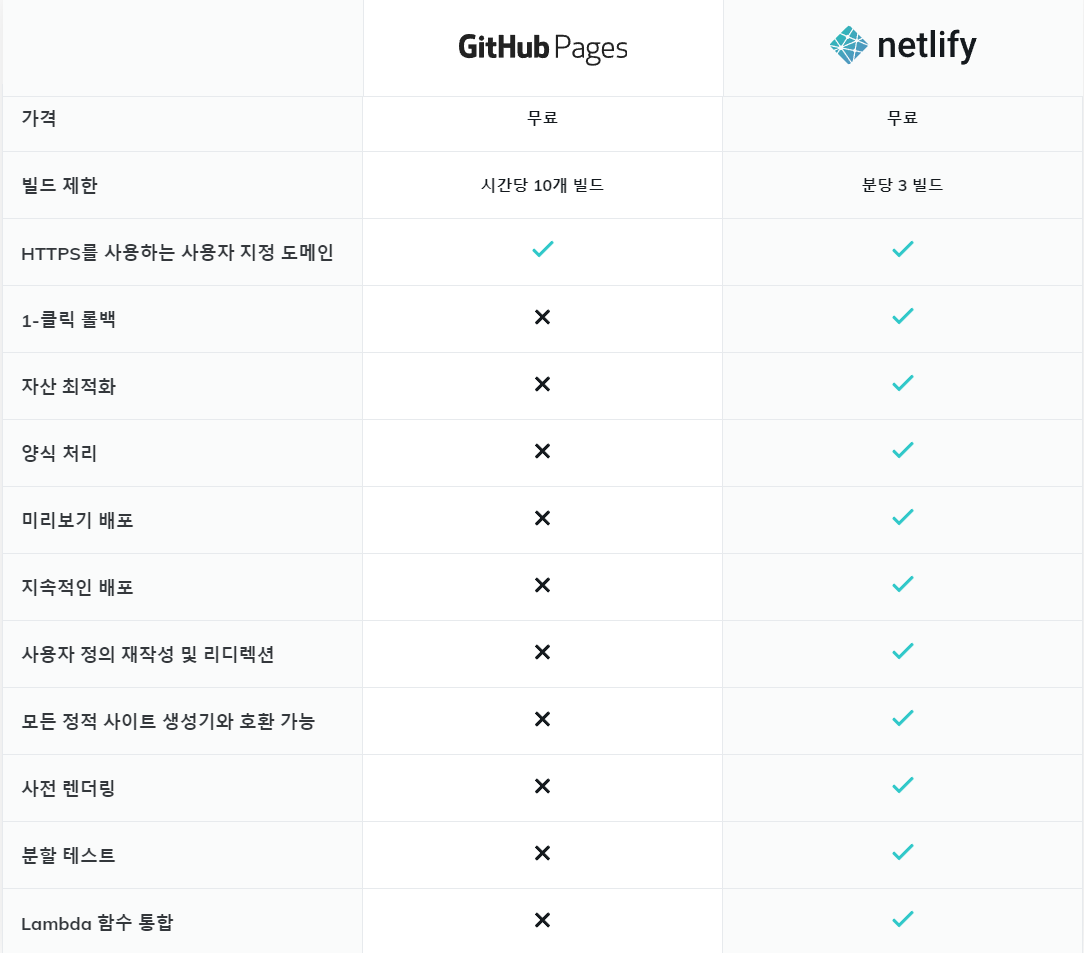 GitHub Pages netlify
가격 무료 무료
빌드 제한 시간당 10개 빌드 분당 3 빌드
HTTPS를 사용하는 사용자 지정 도메인
1-클릭 롤백
자산 최적화
양식 처리
미리보기 배포
지속적인 배포
사용자 정의 재작성 및 리디렉션
모든 정적 사이트 생성기와 호환 가능
사전 렌더링
분할 테스트
Lambda 함수 통합